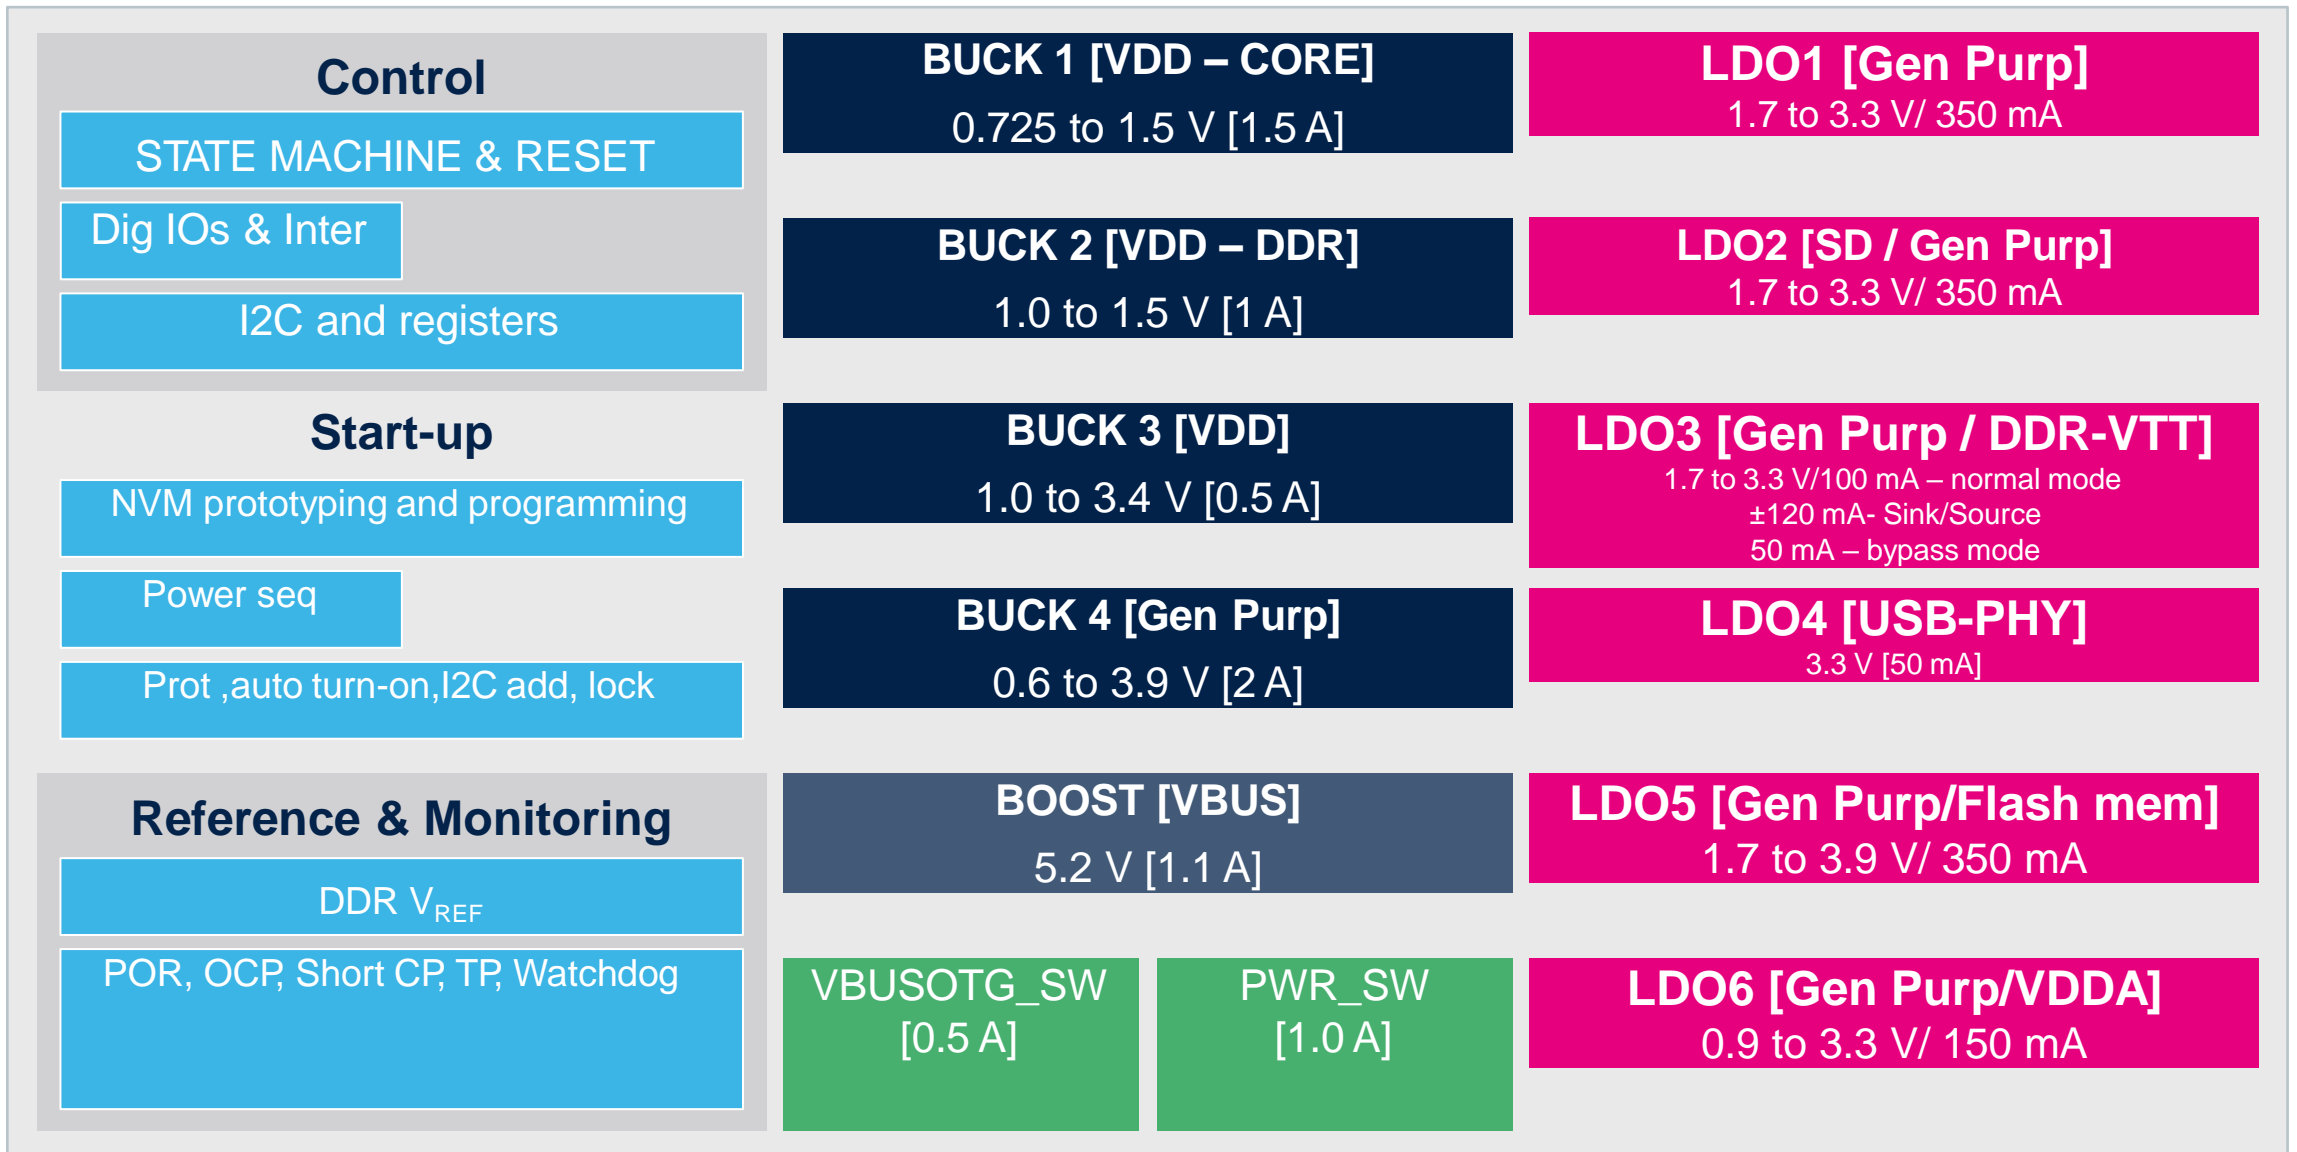 Control
STATE MACHINE & RESET
Dig IOs & Inter
I2C and registers
Start-up
NVM prototyping and programming
Power seq
Prot ,auto turn-on,I2C add, lock
Reference & Monitoring
DDR VREF
POR, OCP, Short CP, TP, Watchdog
BUCK 1 [VDD – CORE]
0.725 to 1.5 V [1.5 A]
BUCK 2 [VDD – DDR]
1.0 to 1.5 V [1 A]
BUCK 3 [VDD]
1.0 to 3.4 V [0.5 A]
BUCK 4 [Gen Purp]
0.6 to 3.9 V [2 A]
BOOST [VBUS]
5.2 V [1.1 A]
VBUSOTG_SW
[0.5 A]
PWR_SW
[1.0 A]
LDO1 [Gen Purp]
1.7 to 3.3 V/ 350 mA
LDO2 [SD / Gen Purp]
1.7 to 3.3 V/ 350 mA
LDO3 [Gen Purp / DDR-VTT]
1.7 to 3.3 V/100 mA – normal mode
±120 mA- Sink/Source
50 mA – bypass mode
LDO4 [USB-PHY]
3.3 V [50 mA]
LDO5 [Gen Purp/Flash mem]
1.7 to 3.9 V/ 350 mA
LDO6 [Gen Purp/VDDA]
0.9 to 3.3 V/ 150 mA